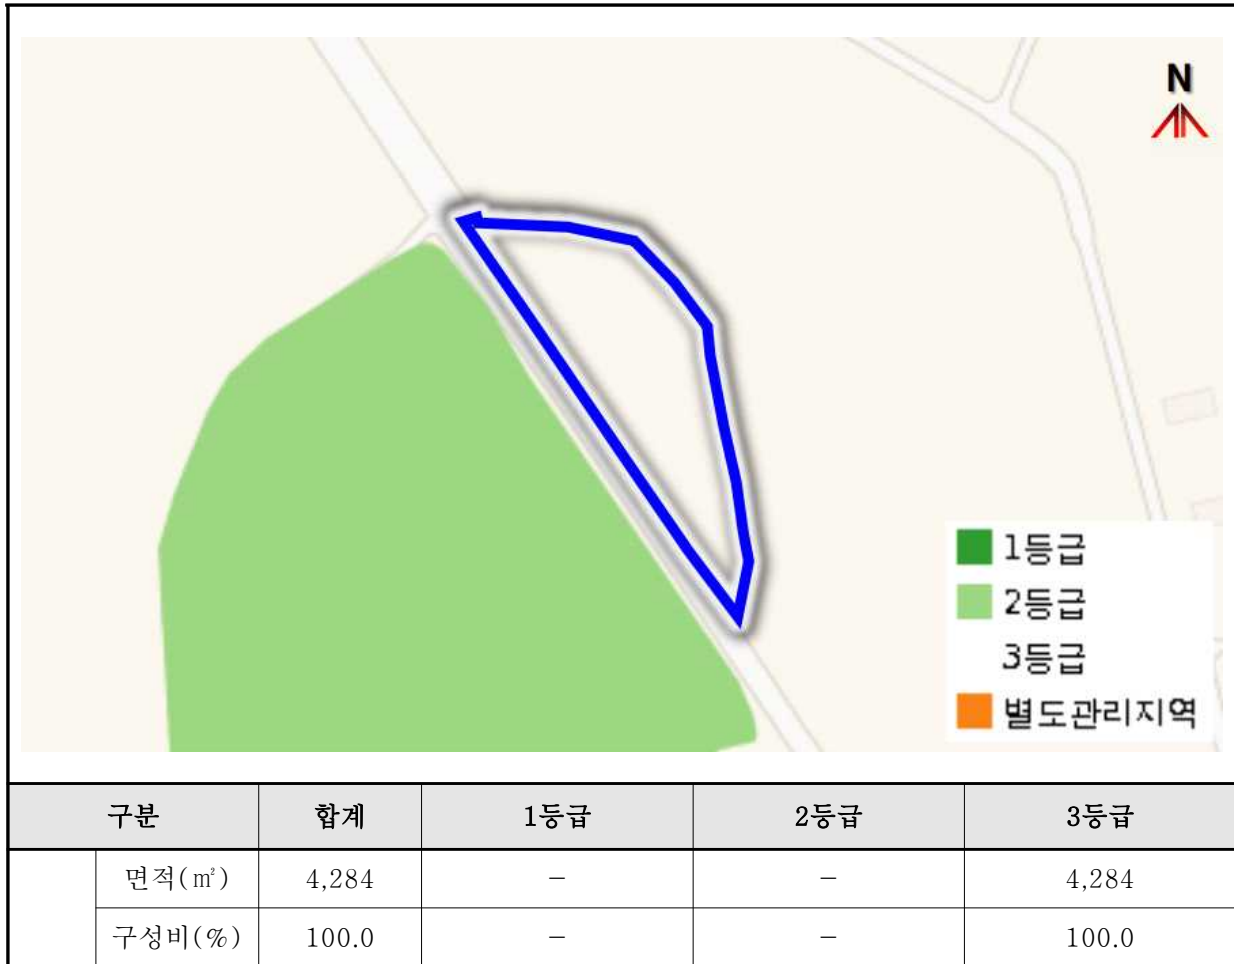 N
1등급
2등급
3등급
별도관리지역
구분 합계 1등급 2등급 3등급
면적(㎡) 4,284 － － 4,284
구성비(%) 100.0 － － 100.0